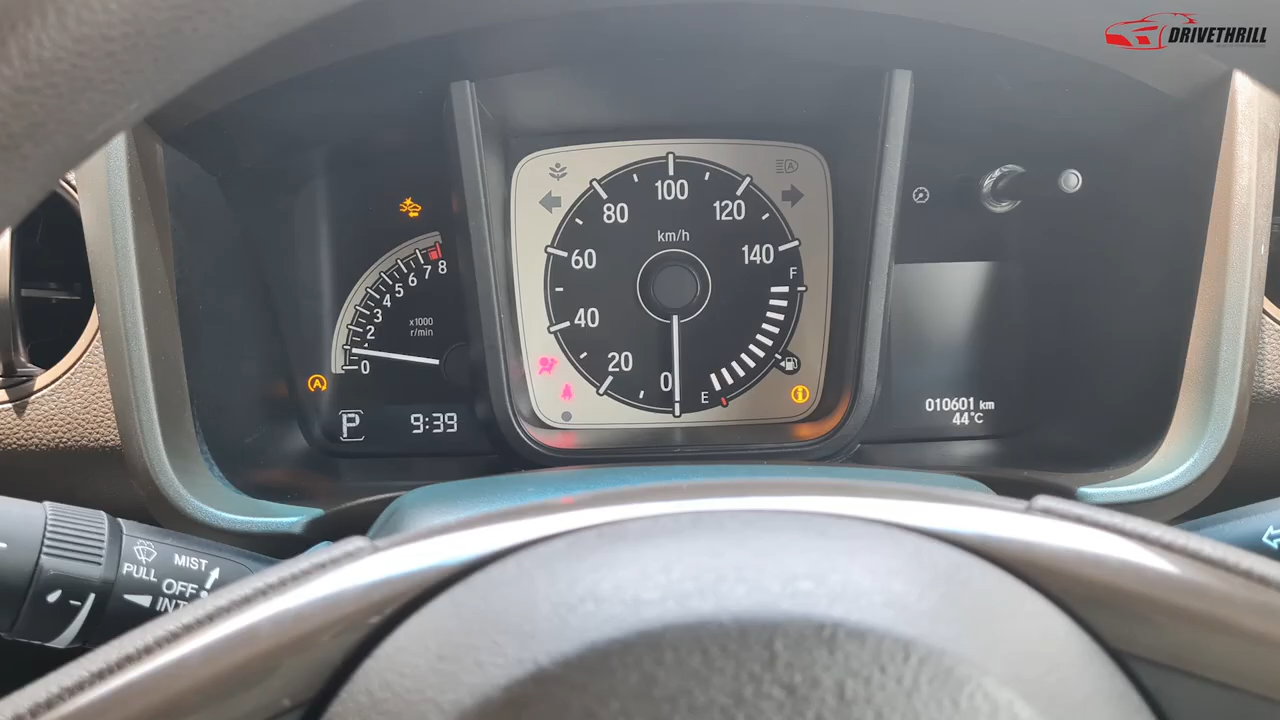 DRIVETHRILL
100
80
120
km/h
60
140
F
40
20
0
E
8
7
6
5
4
3
2
1
0
x1000
r/min
A
A
P
9:39
010601 km
44°C
MIST
PULL
OFF
INT